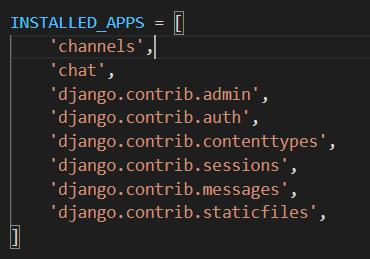 INSTALLED_APPS = [
    'channels',
    'chat',
    'django.contrib.admin',
    'django.contrib.auth',
    'django.contrib.contenttypes',
    'django.contrib.sessions',
    'django.contrib.messages',
    'django.contrib.staticfiles',
]